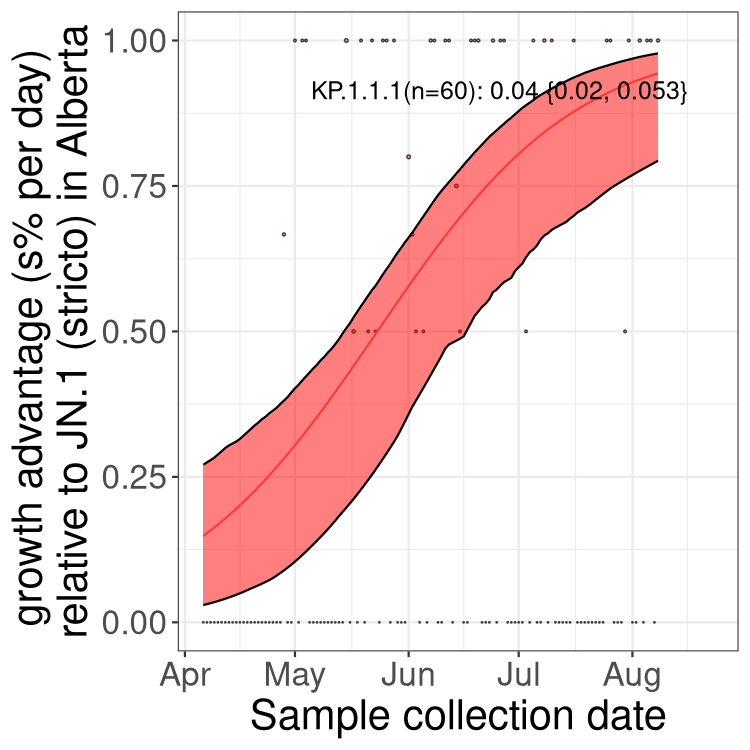 growth advantage (s% per day)
relative to JN.1 (stricto) in Alberta
1.00
0.75
0.50
0.25
0.00
KP.1.1.1(n=60): 0.04 {0.02, 0.053}
Apr May Jun Jul Aug
Sample collection date